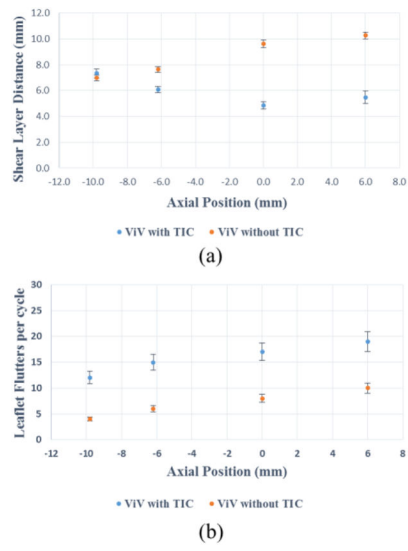 Shear Layer Distance (mm)
12.0
10.0
8.0
6.0
4.0
2.0
0.0
-12.0 -10.0 -8.0 -6.0 -4.0 -2.0 0.0 2.0 4.0 6.0
Axial Position (mm)
ViV with TIC ViV without TIC
(a)
Leaflet Flutters per cycle
30
25
20
15
10
5
0
-12 -10 -8 -6 -4 -2 0 2 4 6
Axial Position (mm)
ViV with TIC ViV without TIC
(b)